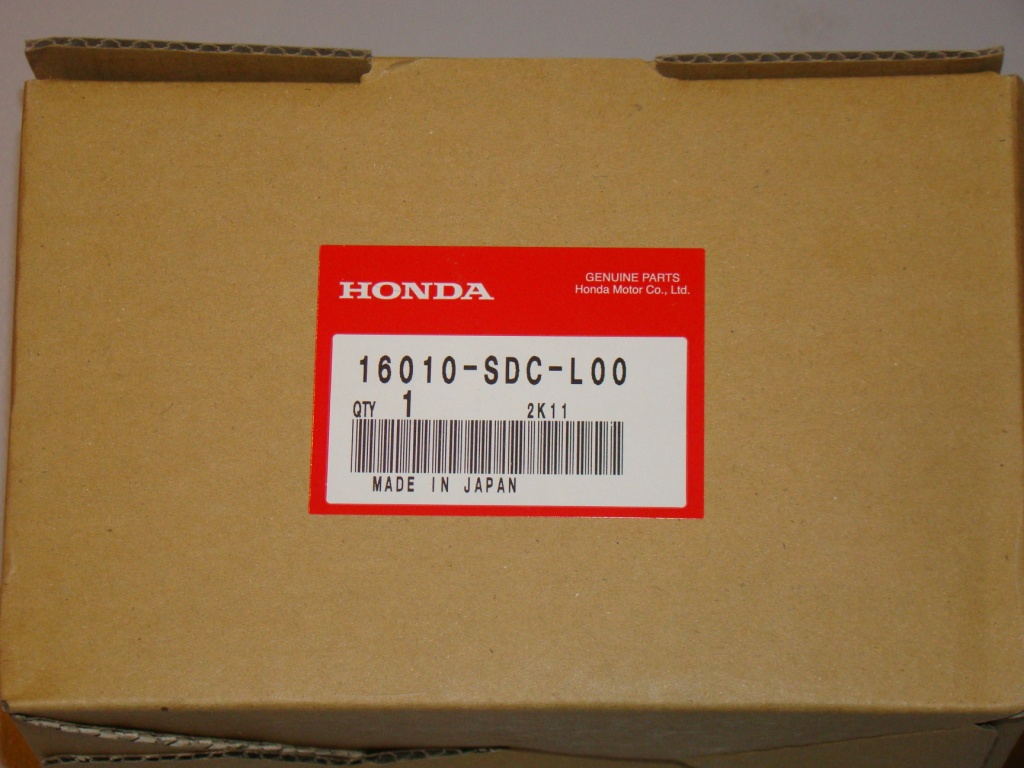 HONDA
GENUINE PARTS
Honda Motor Co., Ltd.
16010-SDC-L00
QTY 1 2K11
MADE IN JAPAN